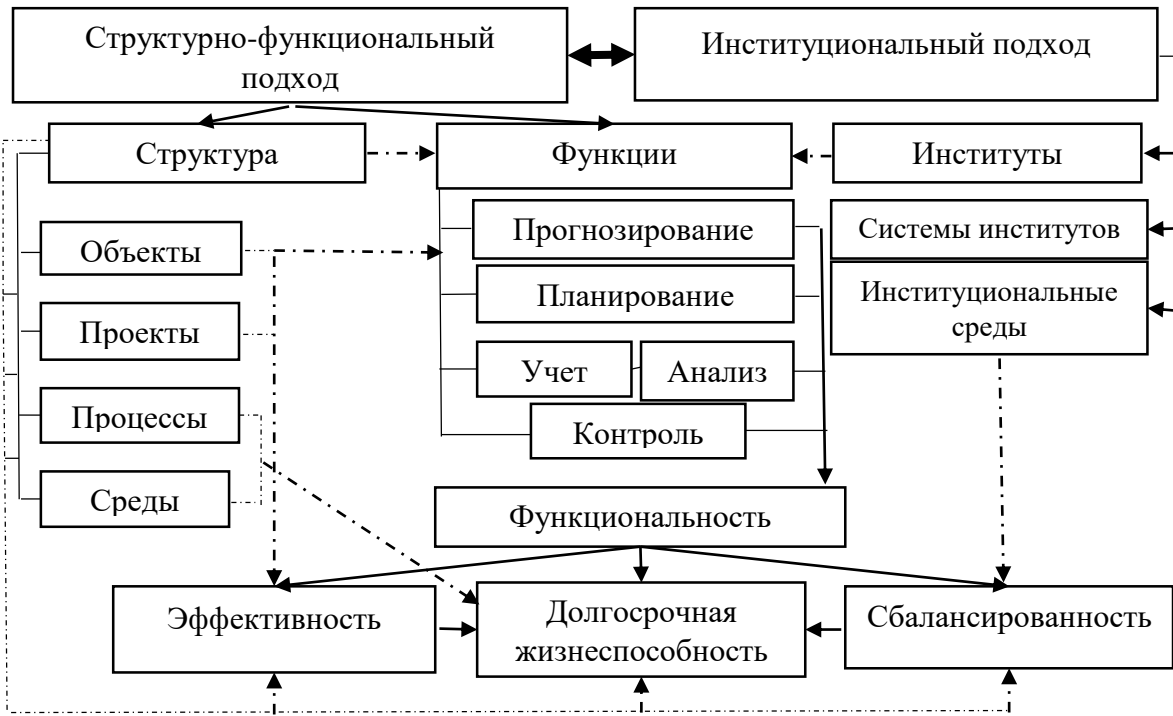 Структурно-функциональный
подход
Институциональный подход
Структура
Функции
Институты
Объекты
Прогнозирование
Системы институтов
Проекты
Планирование
Институциональные
среды
Учет
Анализ
Процессы
Контроль
Среды
Функциональность
Эффективность
Долгосрочная
жизнеспособность
Сбалансированность